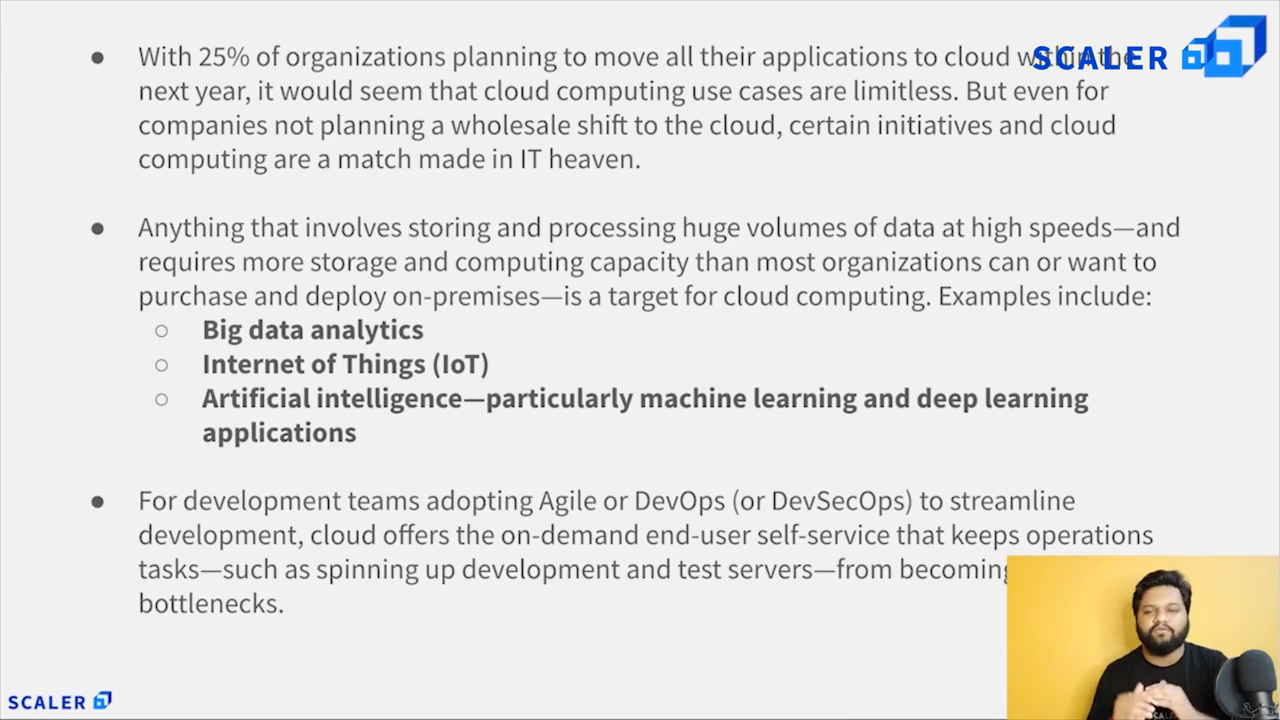 With 25% of organizations planning to move all their applications to cloud within the
next year, it would seem that cloud computing use cases are limitless. But even for
companies not planning a wholesale shift to the cloud, certain initiatives and cloud
computing are a match made in IT heaven.
Anything that involves storing and processing huge volumes of data at high speeds—and
requires more storage and computing capacity than most organizations can or want to
purchase and deploy on-premises—is a target for cloud computing. Examples include:
Big data analytics
Internet of Things (IoT)
Artificial intelligence—particularly machine learning and deep learning
applications
For development teams adopting Agile or DevOps (or DevSecOps) to streamline
development, cloud offers the on-demand end-user self-service that keeps operations
tasks—such as spinning up development and test servers—from becoming
bottlenecks.
SCALER
SCALER